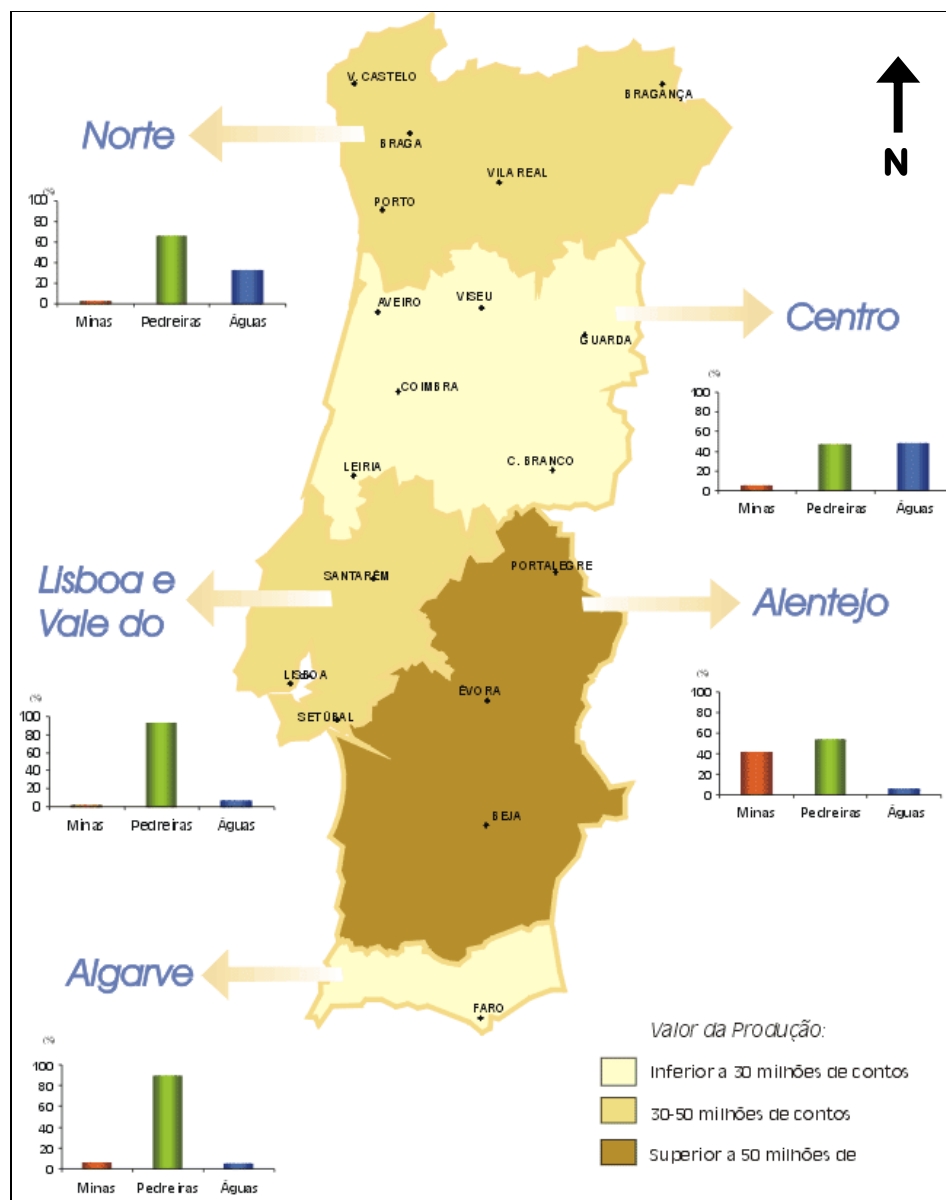 V. CASTELO
BRAGANÇA
Norte
BRAGA
N
VILA REAL
PORTO
(%)
100
80
60
40
20
0
Minas Pedreiras Águas
AVEIRO
VISEU
Centro
GUARDA
COIMBRA
(%)
100
80
60
40
20
0
Minas Pedreiras Águas
LEIRIA
C. BRANCO
Lisboa e
Vale do
SANTARÊM
PORTALEGRE
Alentejo
LISBOA
ÊVORA
SETÚBAL
(%)
100
80
60
40
20
0
Minas Pedreiras Águas
(%)
100
80
60
40
20
0
Minas Pedreiras Águas
BEJA
Algarve
FARO
(%)
100
80
60
40
20
0
Minas Pedreiras Águas
Valor da Produção:
Inferior a 30 milhões de contos
30-50 milhões de contos
Superior a 50 milhões de